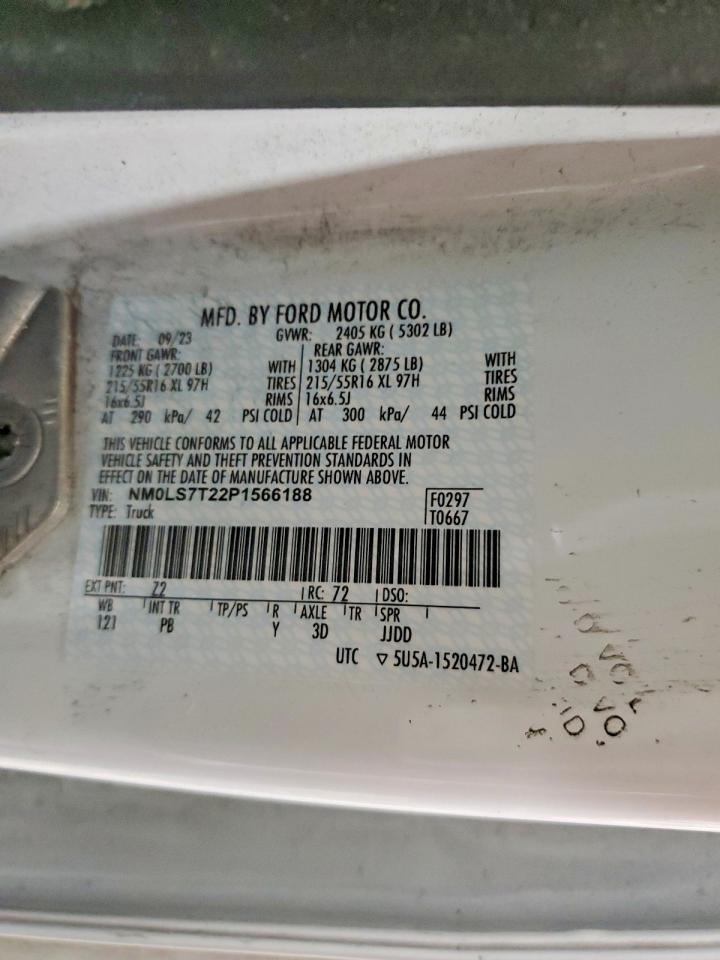 MFD. BY FORD MOTOR CO.
DATE: 09/23 GVWR: 2405 KG ( 5302 LB)
FRONT GAWR: REAR GAWR:
1225 KG ( 2700 LB) WITH 1304 KG ( 2875 LB) WITH
215/55R16 XL 97H TIRES 215/55R16 XL 97H TIRES
16x6.5J RIMS 16x6.5J RIMS
AT 290 kPa/ 42 PSI COLD AT 300 kPa/ 44 PSI COLD
THIS VEHICLE CONFORMS TO ALL APPLICABLE FEDERAL MOTOR
VEHICLE SAFETY AND THEFT PREVENTION STANDARDS IN
EFFECT ON THE DATE OF MANUFACTURE SHOWN ABOVE.
VIN: NM0LS7T22P1566188 F0297
TYPE: Truck T0667
EXT PNT: Z2 RC: 72 DSO:
WB INT TR TP/PS R AXLE TR SPR
121 PB Y 3D JJDD
UTC ▽ 5U5A-1520472-BA